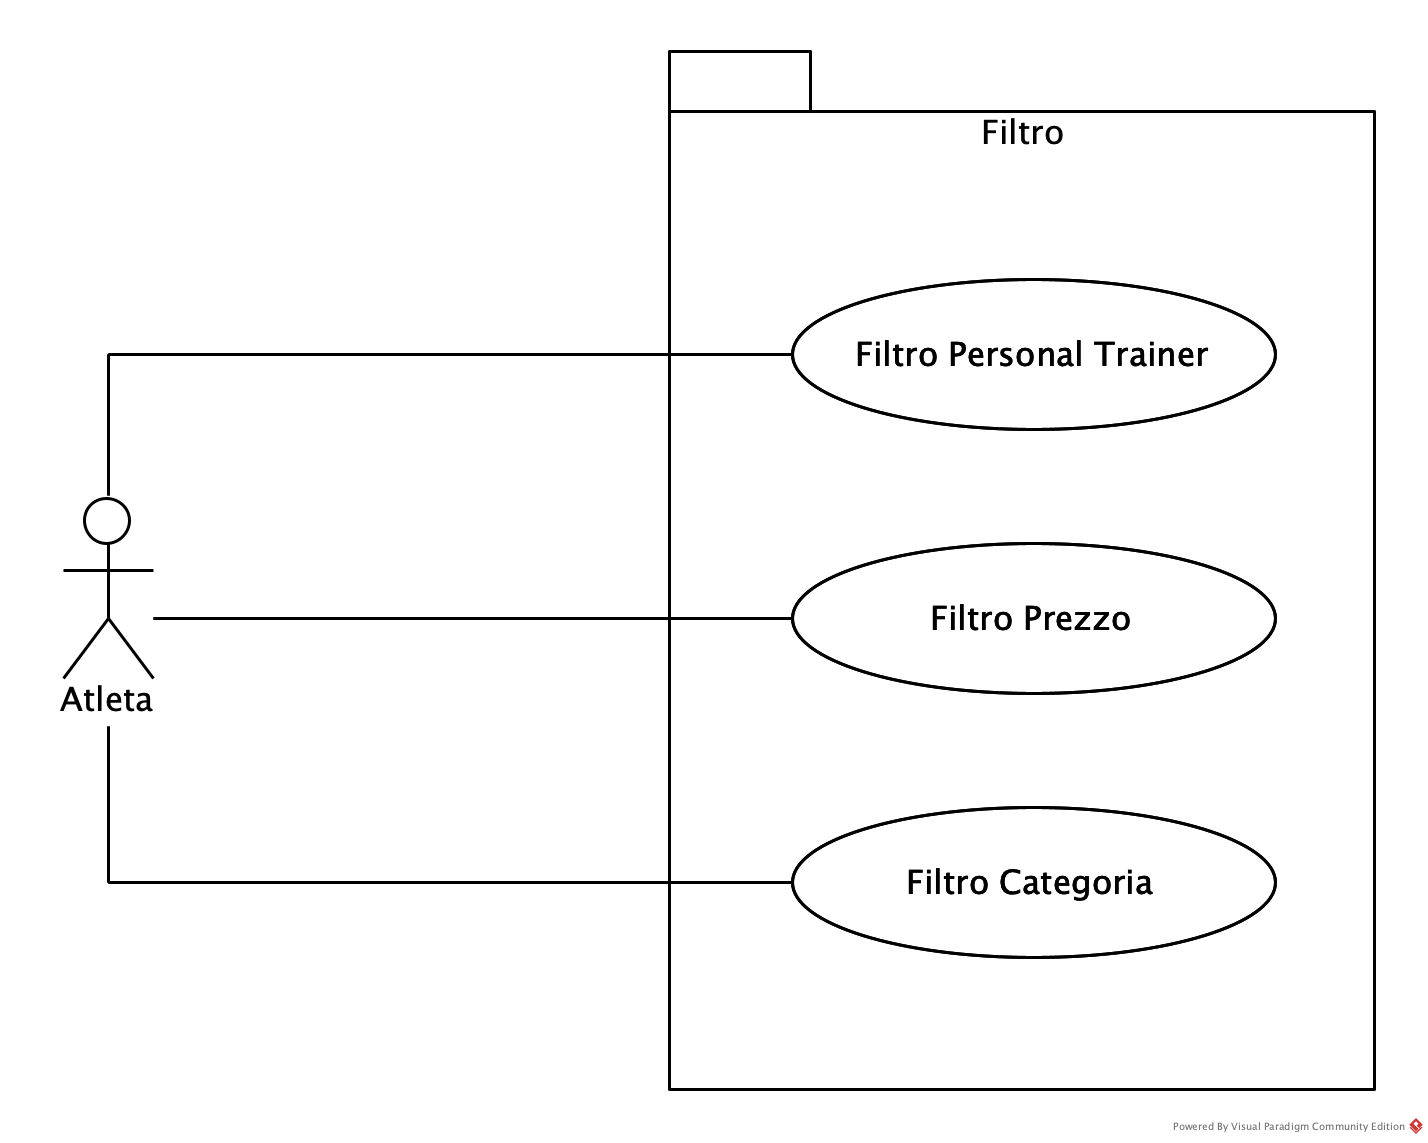 Filtro
Filtro Personal Trainer
Filtro Prezzo
Atleta
Filtro Categoria
Powered By Visual Paradigm Community Edition